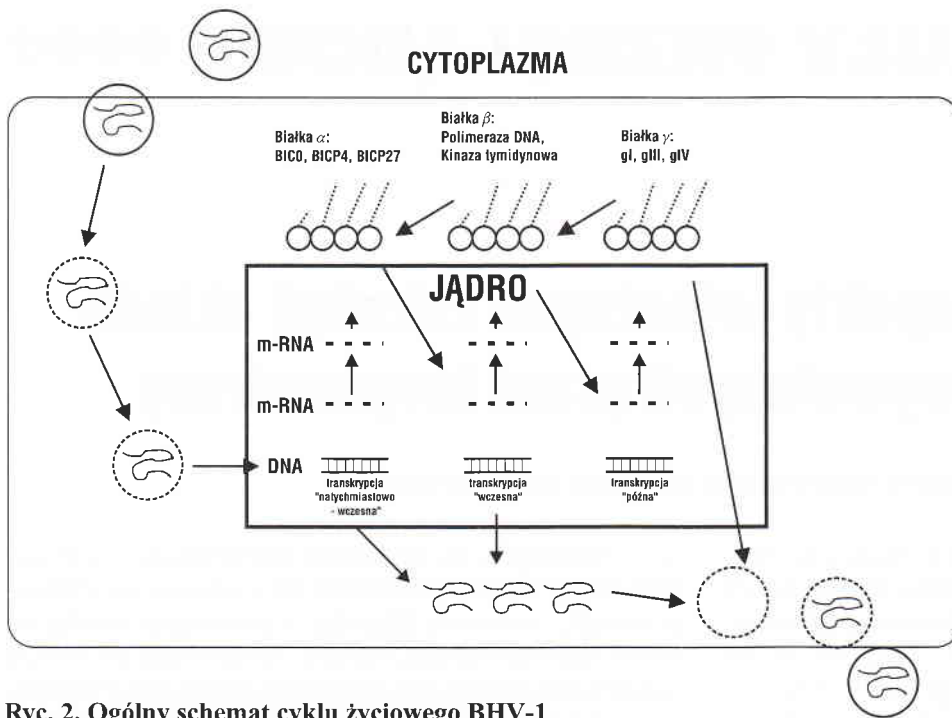 CYTOPLAZMA
Białka α:
BIC0, BICP4, BICP27
Białka β:
Polimeraza DNA,
Kinaza tymidynowa
Białka γ:
gI, gIII, gIV
JĄDRO
m-RNA
m-RNA
DNA
transkrypcja
"natychmiastowo
- wczesna"
transkrypcja
"wczesna"
transkrypcja
"późna"
Ryc. 2. Ogólny schemat cyklu życiowego BHV-1